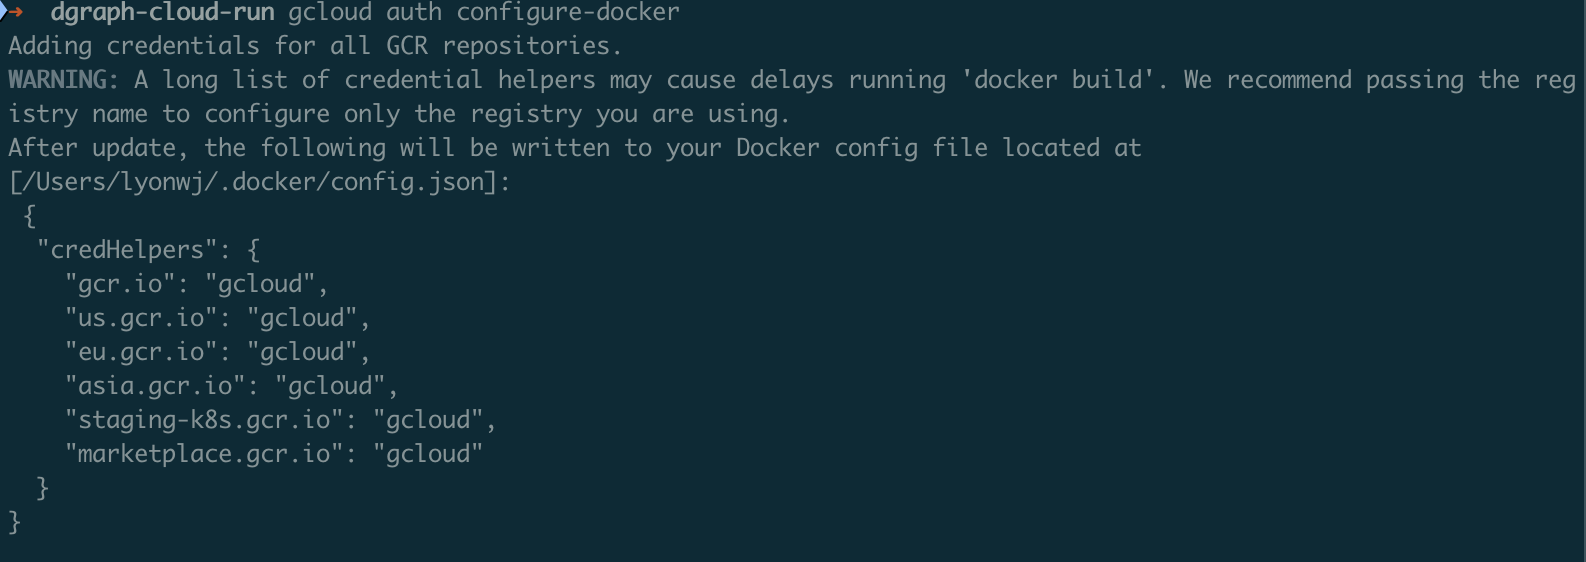 ➜  dgraph-cloud-run gcloud auth configure-docker
Adding credentials for all GCR repositories.
WARNING: A long list of credential helpers may cause delays running 'docker build'. We recommend passing the reg
istry name to configure only the registry you are using.
After update, the following will be written to your Docker config file located at
[/Users/lyonwj/.docker/config.json]:
 {
  "credHelpers": {
    "gcr.io": "gcloud",
    "us.gcr.io": "gcloud",
    "eu.gcr.io": "gcloud",
    "asia.gcr.io": "gcloud",
    "staging-k8s.gcr.io": "gcloud",
    "marketplace.gcr.io": "gcloud"
  }
}